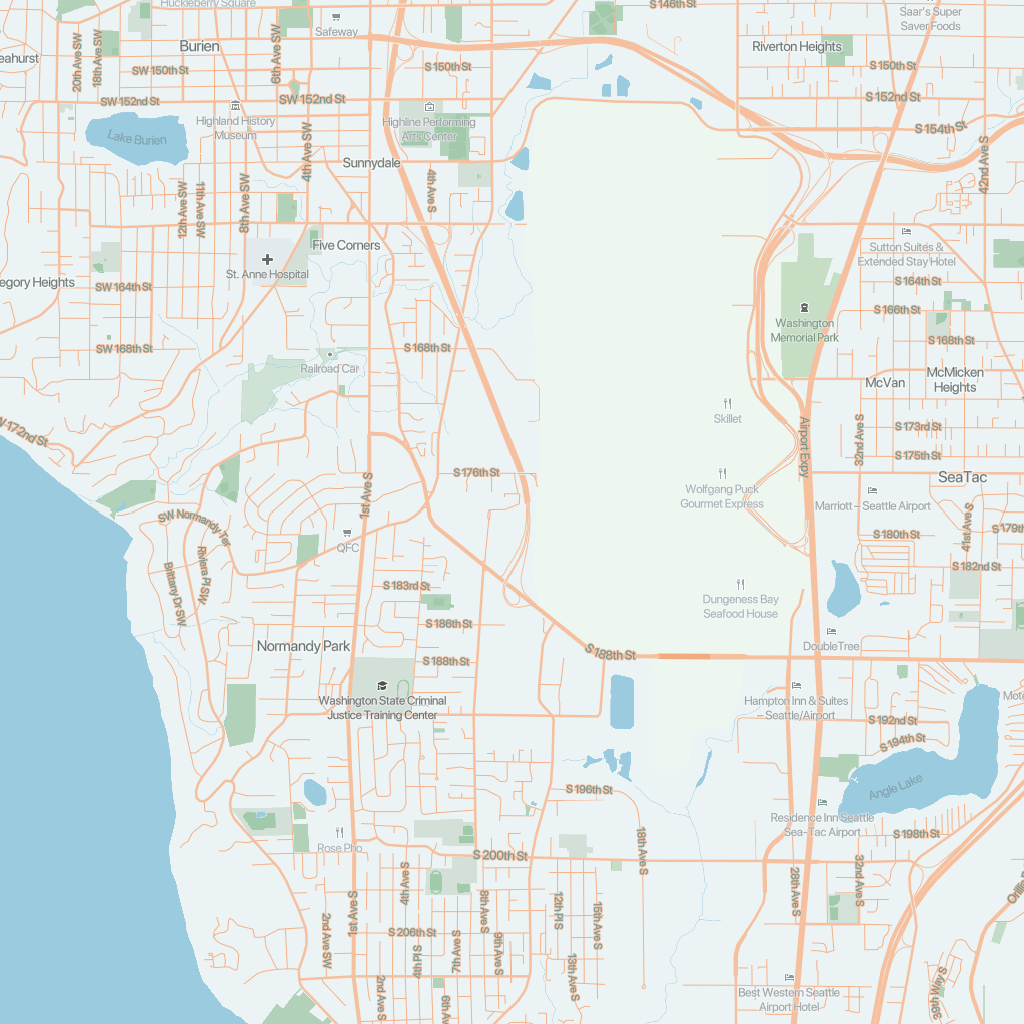 Huckleberry Square
S 146th St
Saar's Super
Saver Foods
Safeway
Burien
Riverton Heights
20th Ave SW
18th Ave SW
6th Ave SW
SW 150th St
S 150th St
S 150th St
SW 152nd St
SW 152nd St
S 152nd St
Highland History
Museum
Highline Performing
Arts Center
S 154th St
Lake Burien
4th Ave SW
Sunnydale
42nd Ave S
12th Ave SW
11th Ave SW
8th Ave SW
4th Ave S
Five Corners
St. Anne Hospital
Sutton Suites &
Extended Stay Hotel
egory Heights
SW 164th St
S 164th St
S 166th St
Washington
Memorial Park
SW 168th St
S 168th St
S 168th St
Railroad Car
McVan
McMicken
Heights
Skillet
W 172nd St
Airport Expy
32nd Ave S
S 173rd St
S 175th St
S 176th St
SeaTac
1st Ave S
Wolfgang Puck
Gourmet Express
Marriott – Seattle Airport
SW Normandy Ter
41st Ave S
S 179th
S 180th St
QFC
Riviera Pl SW
Brittany Dr SW
S 182nd St
S 183rd St
Dungeness Bay
Seafood House
S 186th St
Normandy Park
S 188th St
DoubleTree
S 188th St
Washington State Criminal
Justice Training Center
Hampton Inn & Suites
– Seattle/Airport
Mote
S 192nd St
S 194th St
S 196th St
Angle Lake
Residence Inn Seattle
Sea-Tac Airport
Rose Pho
18th Ave S
S 198th St
S 200th St
4th Ave S
28th Ave S
32nd Ave S
1st Ave S
2nd Ave SW
8th Ave S
12th Pl S
15th Ave S
S 206th St
7th Ave S
9th Ave S
4th Pl S
13th Ave S
2nd Ave S
6th Ave S
Best Western Seattle
Airport Hotel
36th Way S